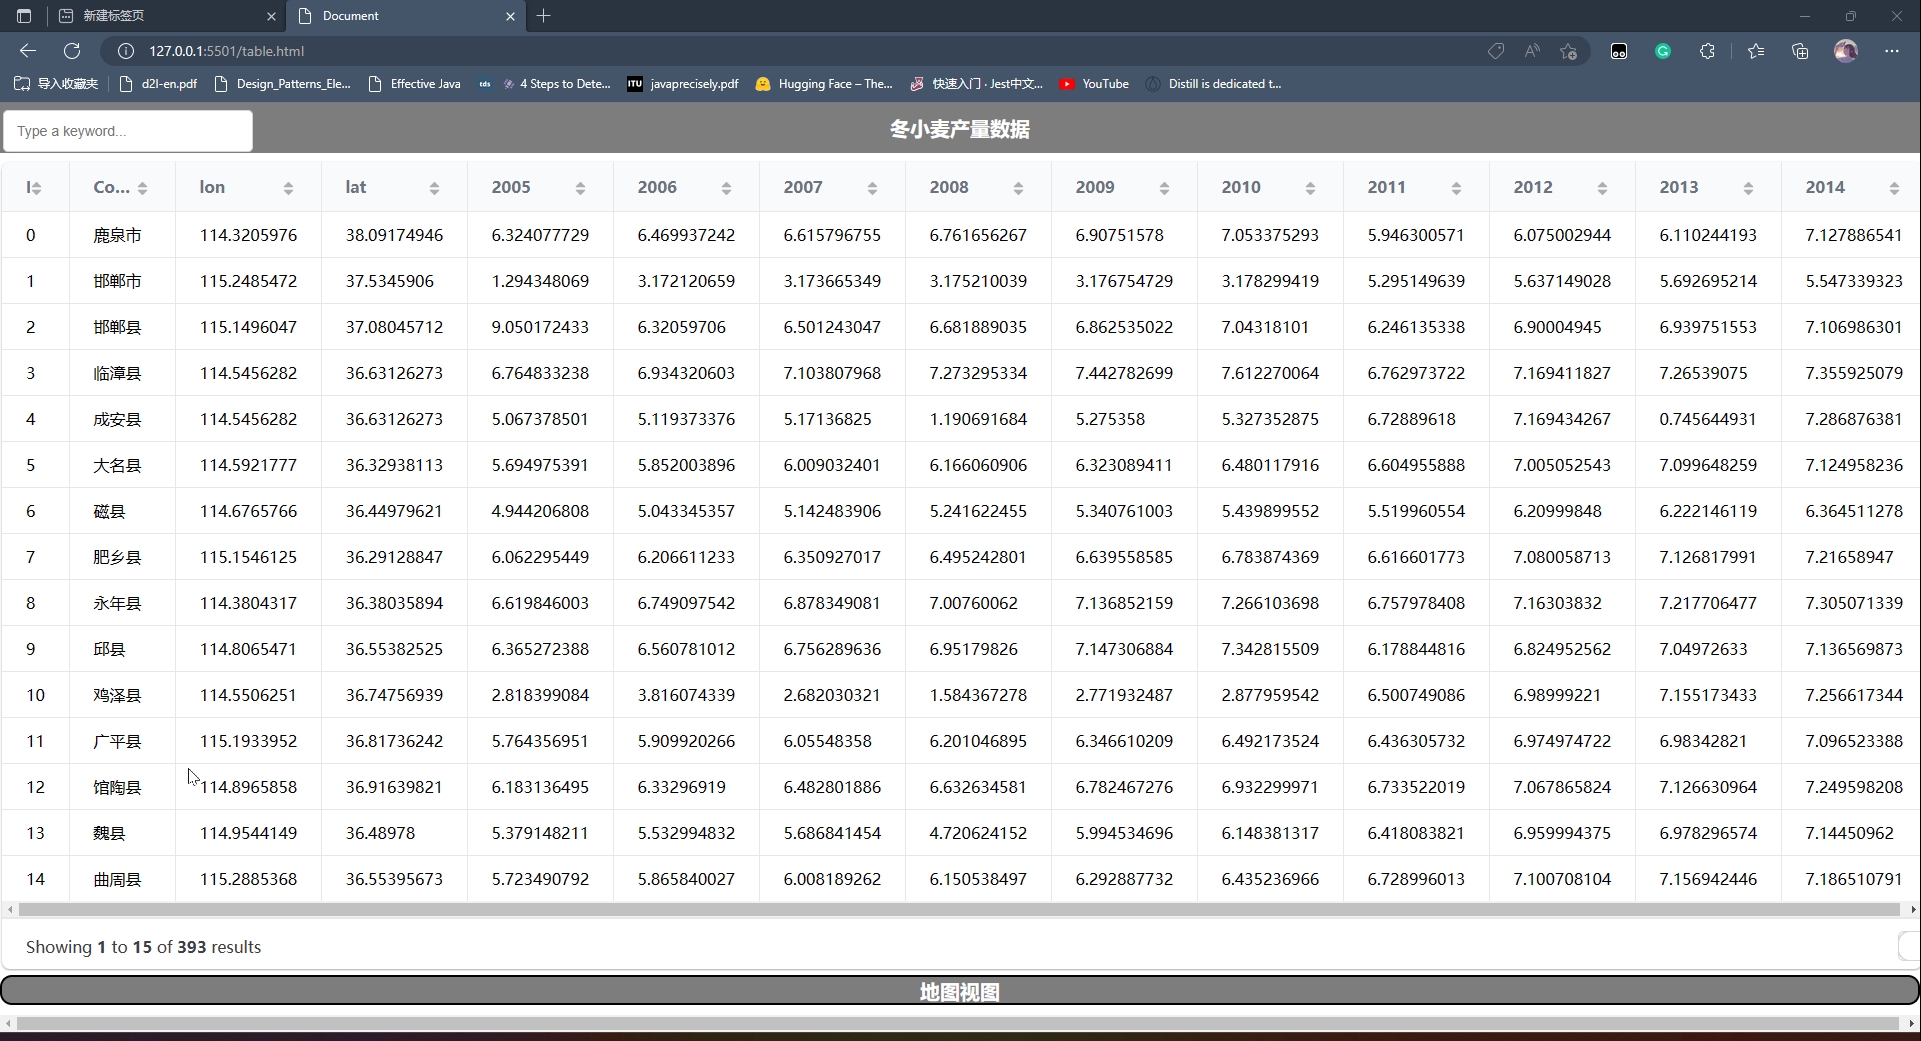 新建标签页
Document
127.0.0.1:5501/table.html
导入收藏夹 d2l-en.pdf Design_Patterns_Ele... Effective Java tds 4 Steps to Dete... ITU javaprecisely.pdf Hugging Face – The... 快速入门 · Jest中文... YouTube Distill is dedicated t...
Type a keyword...
冬小麦产量数据
I Co... lon lat 2005 2006 2007 2008 2009 2010 2011 2012 2013 2014
0 鹿泉市 114.3205976 38.09174946 6.324077729 6.469937242 6.615796755 6.761656267 6.90751578 7.053375293 5.946300571 6.075002944 6.110244193 7.127886541
1 邯郸市 115.2485472 37.5345906 1.294348069 3.172120659 3.173665349 3.175210039 3.176754729 3.178299419 5.295149639 5.637149028 5.692695214 5.547339323
2 邯郸县 115.1496047 37.08045712 9.050172433 6.32059706 6.501243047 6.681889035 6.862535022 7.04318101 6.246135338 6.90004945 6.939751553 7.106986301
3 临漳县 114.5456282 36.63126273 6.764833238 6.934320603 7.103807968 7.273295334 7.442782699 7.612270064 6.762973722 7.169411827 7.26539075 7.355925079
4 成安县 114.5456282 36.63126273 5.067378501 5.119373376 5.17136825 1.190691684 5.275358 5.327352875 6.72889618 7.169434267 0.745644931 7.286876381
5 大名县 114.5921777 36.32938113 5.694975391 5.852003896 6.009032401 6.166060906 6.323089411 6.480117916 6.604955888 7.005052543 7.099648259 7.124958236
6 磁县 114.6765766 36.44979621 4.944206808 5.043345357 5.142483906 5.241622455 5.340761003 5.439899552 5.519960554 6.20999848 6.222146119 6.364511278
7 肥乡县 115.1546125 36.29128847 6.062295449 6.206611233 6.350927017 6.495242801 6.639558585 6.783874369 6.616601773 7.080058713 7.126817991 7.21658947
8 永年县 114.3804317 36.38035894 6.619846003 6.749097542 6.878349081 7.00760062 7.136852159 7.266103698 6.757978408 7.16303832 7.217706477 7.305071339
9 邱县 114.8065471 36.55382525 6.365272388 6.560781012 6.756289636 6.95179826 7.147306884 7.342815509 6.178844816 6.824952562 7.04972633 7.136569873
10 鸡泽县 114.5506251 36.74756939 2.818399084 3.816074339 2.682030321 1.584367278 2.771932487 2.877959542 6.500749086 6.98999221 7.155173433 7.256617344
11 广平县 115.1933952 36.81736242 5.764356951 5.909920266 6.05548358 6.201046895 6.346610209 6.492173524 6.436305732 6.974974722 6.98342821 7.096523388
12 馆陶县 114.8965858 36.91639821 6.183136495 6.33296919 6.482801886 6.632634581 6.782467276 6.932299971 6.733522019 7.067865824 7.126630964 7.249598208
13 魏县 114.9544149 36.48978 5.379148211 5.532994832 5.686841454 4.720624152 5.994534696 6.148381317 6.418083821 6.959994375 6.978296574 7.14450962
14 曲周县 115.2885368 36.55395673 5.723490792 5.865840027 6.008189262 6.150538497 6.292887732 6.435236966 6.728996013 7.100708104 7.156942446 7.186510791
Showing 1 to 15 of 393 results
地图视图